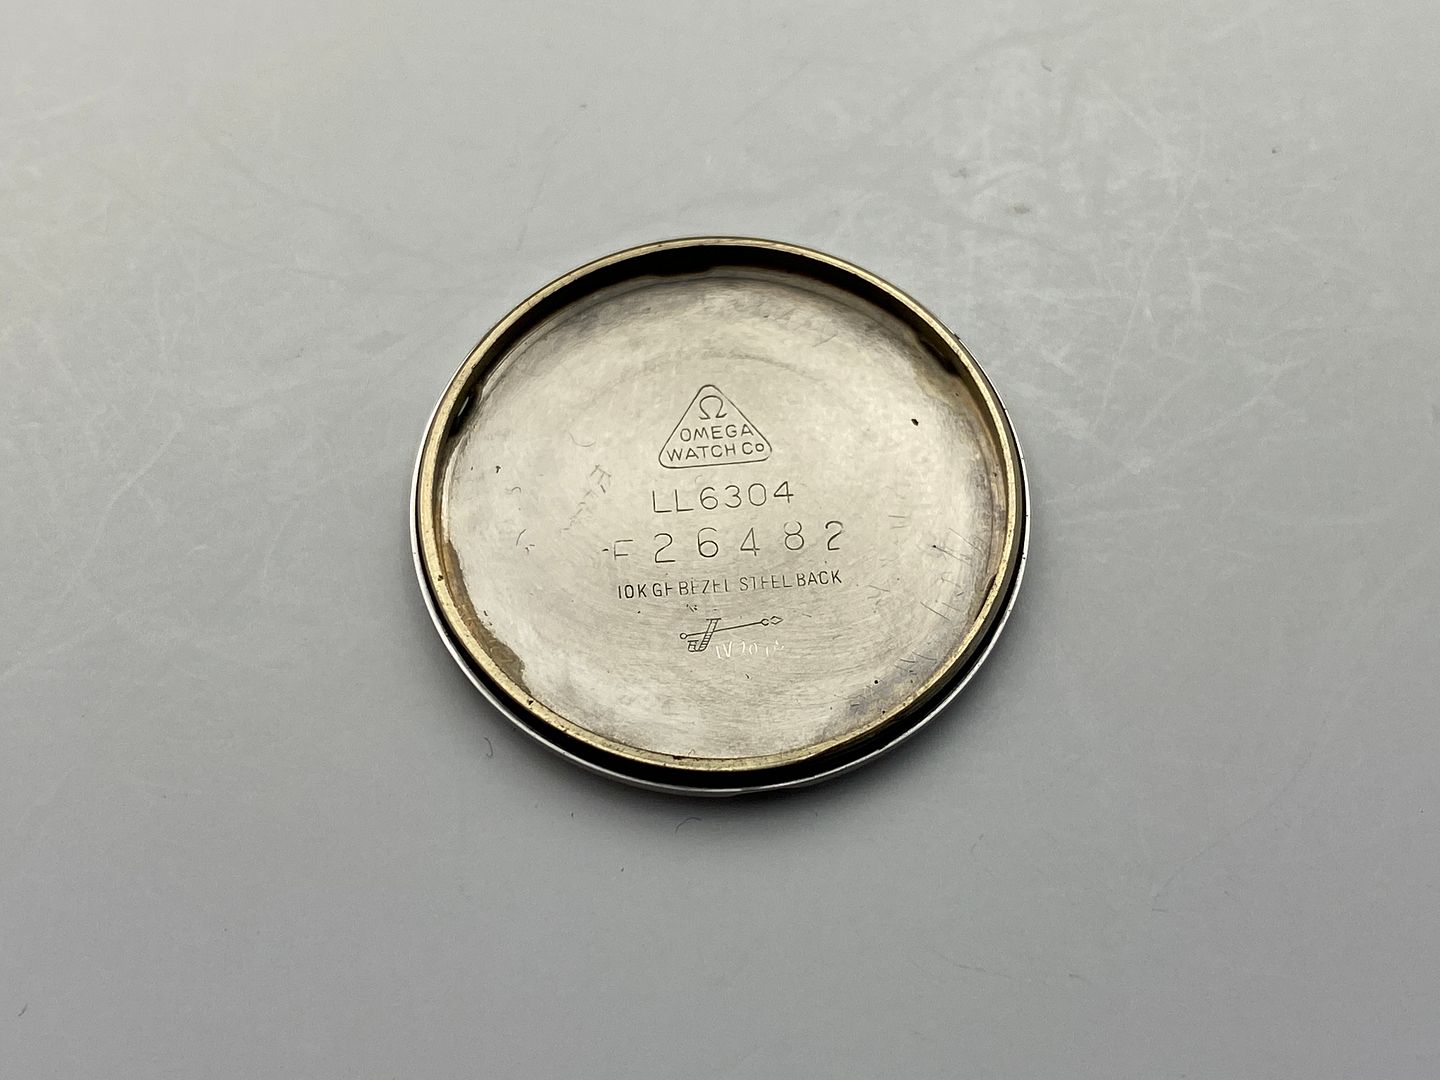 Ω
OMEGA
WATCH Co
LL6304
F26482
10K GF BEZEL STEEL BACK